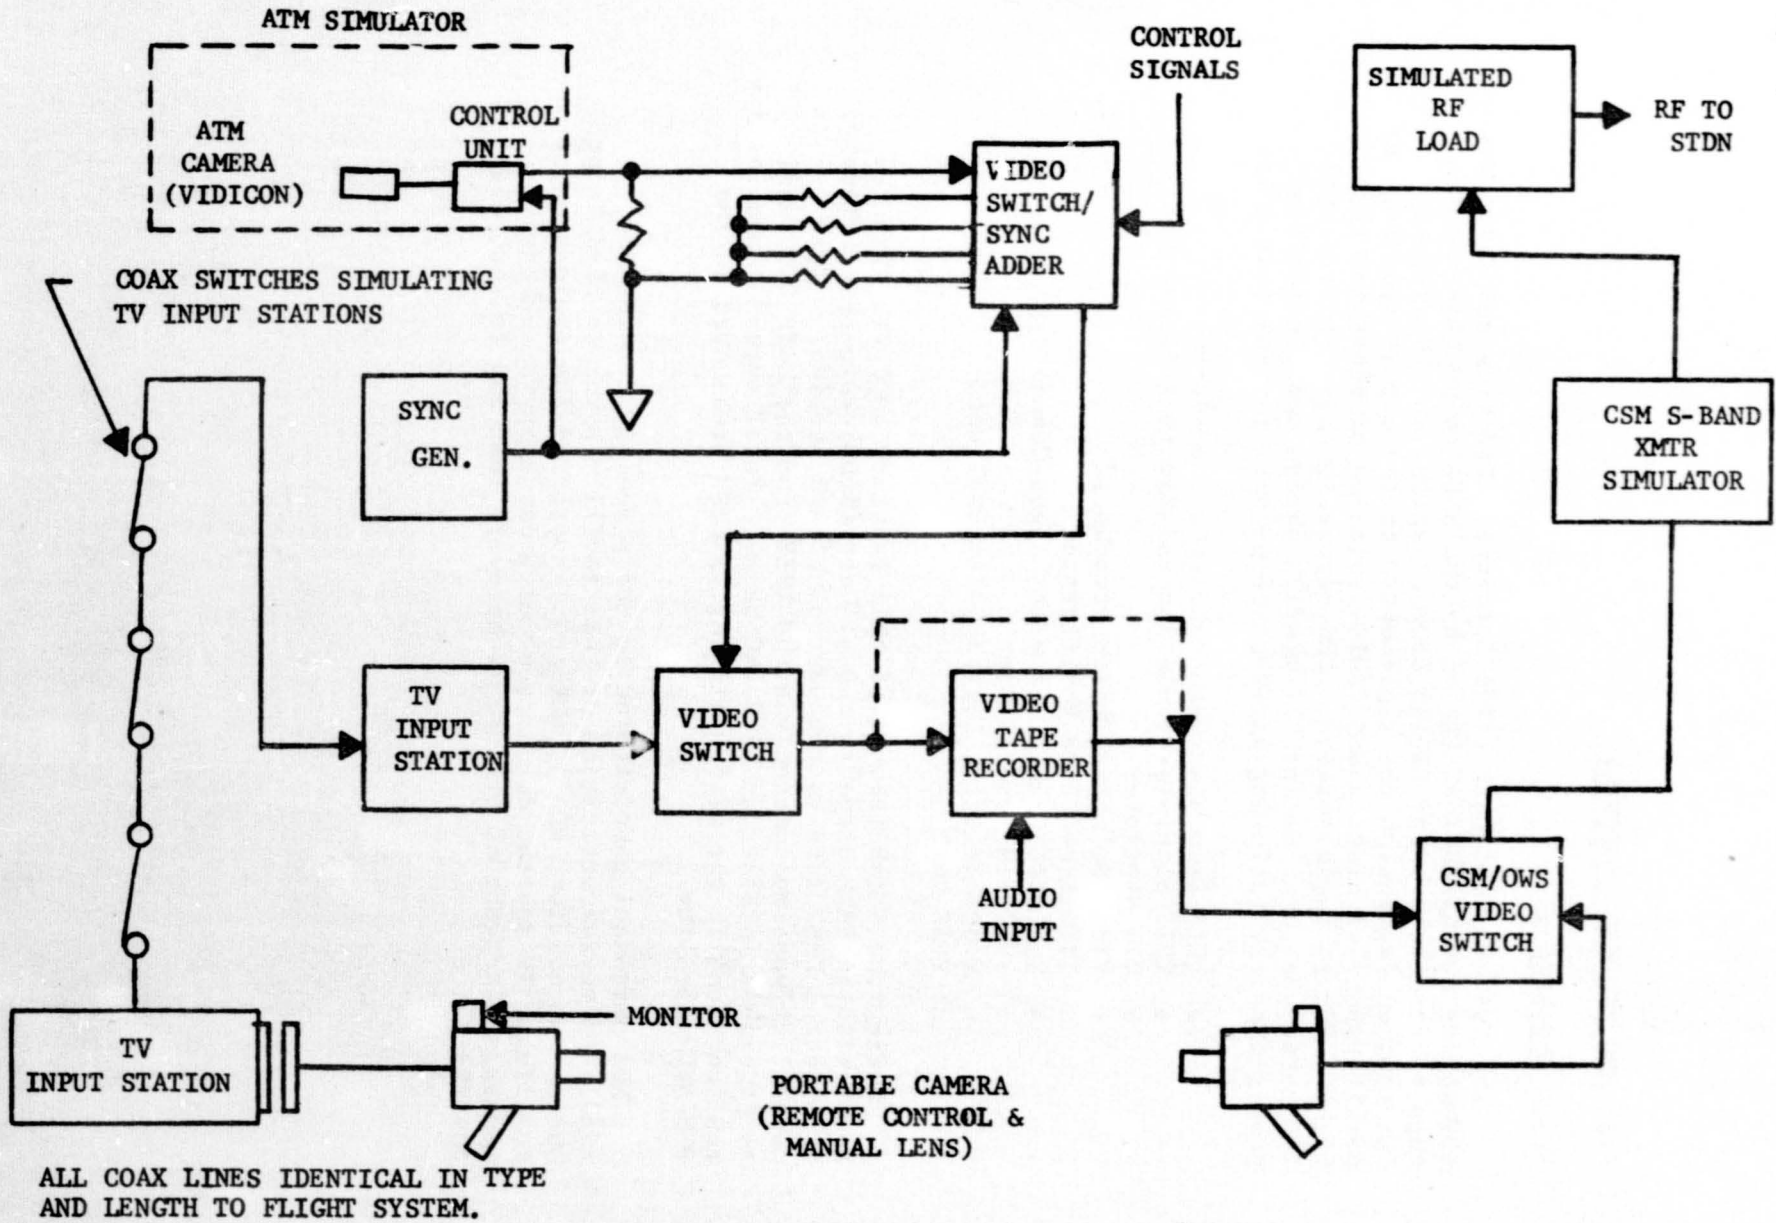 ATM SIMULATOR
CONTROL
SIGNALS
SIMULATED
RF
LOAD
RF TO
STDN
ATM
CAMERA
(VIDICON)
CONTROL
UNIT
VIDEO
SWITCH/
SYNC
ADDER
COAX SWITCHES SIMULATING
TV INPUT STATIONS
SYNC
GEN.
CSM S-BAND
XMTR
SIMULATOR
TV
INPUT
STATION
VIDEO
SWITCH
VIDEO
TAPE
RECORDER
AUDIO
INPUT
CSM/OWS
VIDEO
SWITCH
TV
INPUT STATION
MONITOR
PORTABLE CAMERA
(REMOTE CONTROL &
MANUAL LENS)
ALL COAX LINES IDENTICAL IN TYPE
AND LENGTH TO FLIGHT SYSTEM.